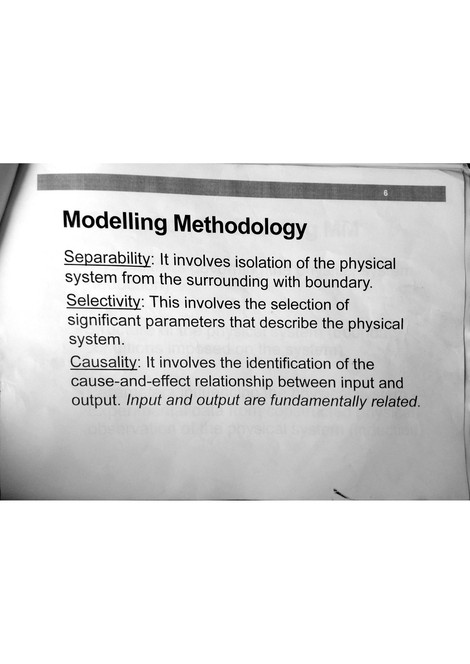 6
Modelling Methodology
Separability: It involves isolation of the physical
system from the surrounding with boundary.
Selectivity: This involves the selection of
significant parameters that describe the physical
system.
Causality: It involves the identification of the
cause-and-effect relationship between input and
output. Input and output are fundamentally related.